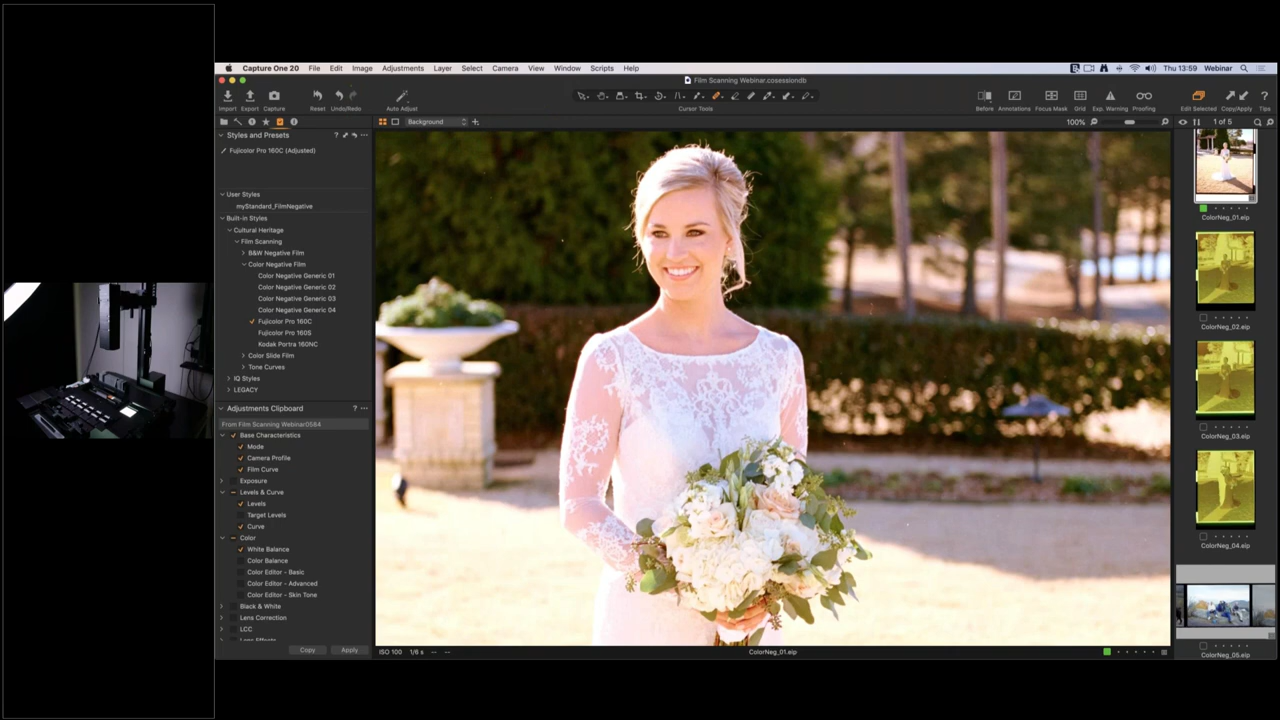 Capture One 20 File Edit Image Adjustments Layer Select Camera View Window Scripts Help Thu 13:59 Webinar
Film Scanning Webinar.cosessiondb
Import Export Capture Reset Undo/Redo Auto Adjust Cursor Tools Before Annotations Focus Mask Grid Exp. Warning Proofing Edit Selected Copy/Apply Tips
Background 100% 1 of 5
Styles and Presets
Fujicolor Pro 160C (Adjusted)
User Styles
myStandard_FilmNegative
Built-in Styles
Cultural Heritage
Film Scanning
B&W Negative Film
Color Negative Film
Color Negative Generic 01
Color Negative Generic 02
Color Negative Generic 03
Color Negative Generic 04
Fujicolor Pro 160C
Fujicolor Pro 160S
Kodak Portra 160NC
Color Slide Film
Tone Curves
IQ Styles
LEGACY
Adjustments Clipboard
From Film Scanning Webinar0584
Base Characteristics
Mode
Camera Profile
Film Curve
Exposure
Levels & Curve
Levels
Target Levels
Curve
Color
White Balance
Color Balance
Color Editor - Basic
Color Editor - Advanced
Color Editor - Skin Tone
Black & White
Lens Correction
LCC
Copy Apply
ISO 100 1/6 s -- -- ColorNeg_01.eip
ColorNeg_01.eip
ColorNeg_02.eip
ColorNeg_03.eip
ColorNeg_04.eip
ColorNeg_05.eip